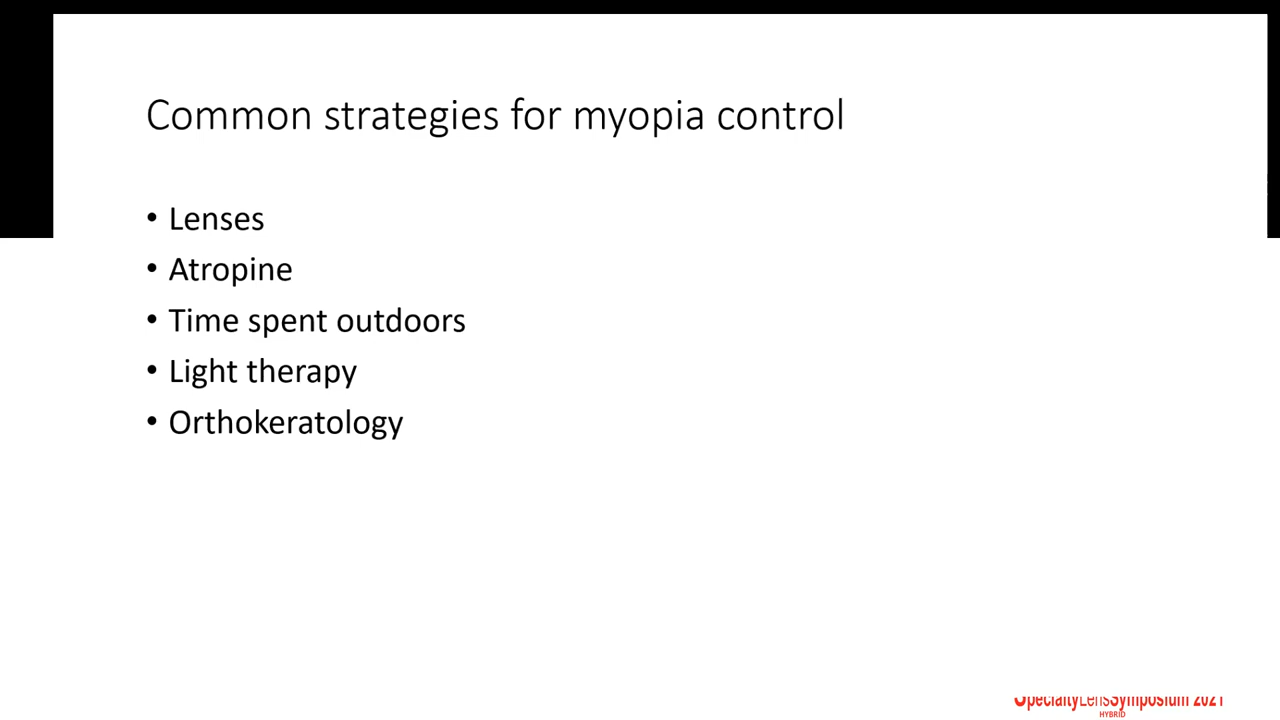 Common strategies for myopia control
• Lenses
• Atropine
• Time spent outdoors
• Light therapy
• Orthokeratology
SpecialtyLensSymposium 2021
HYBRID